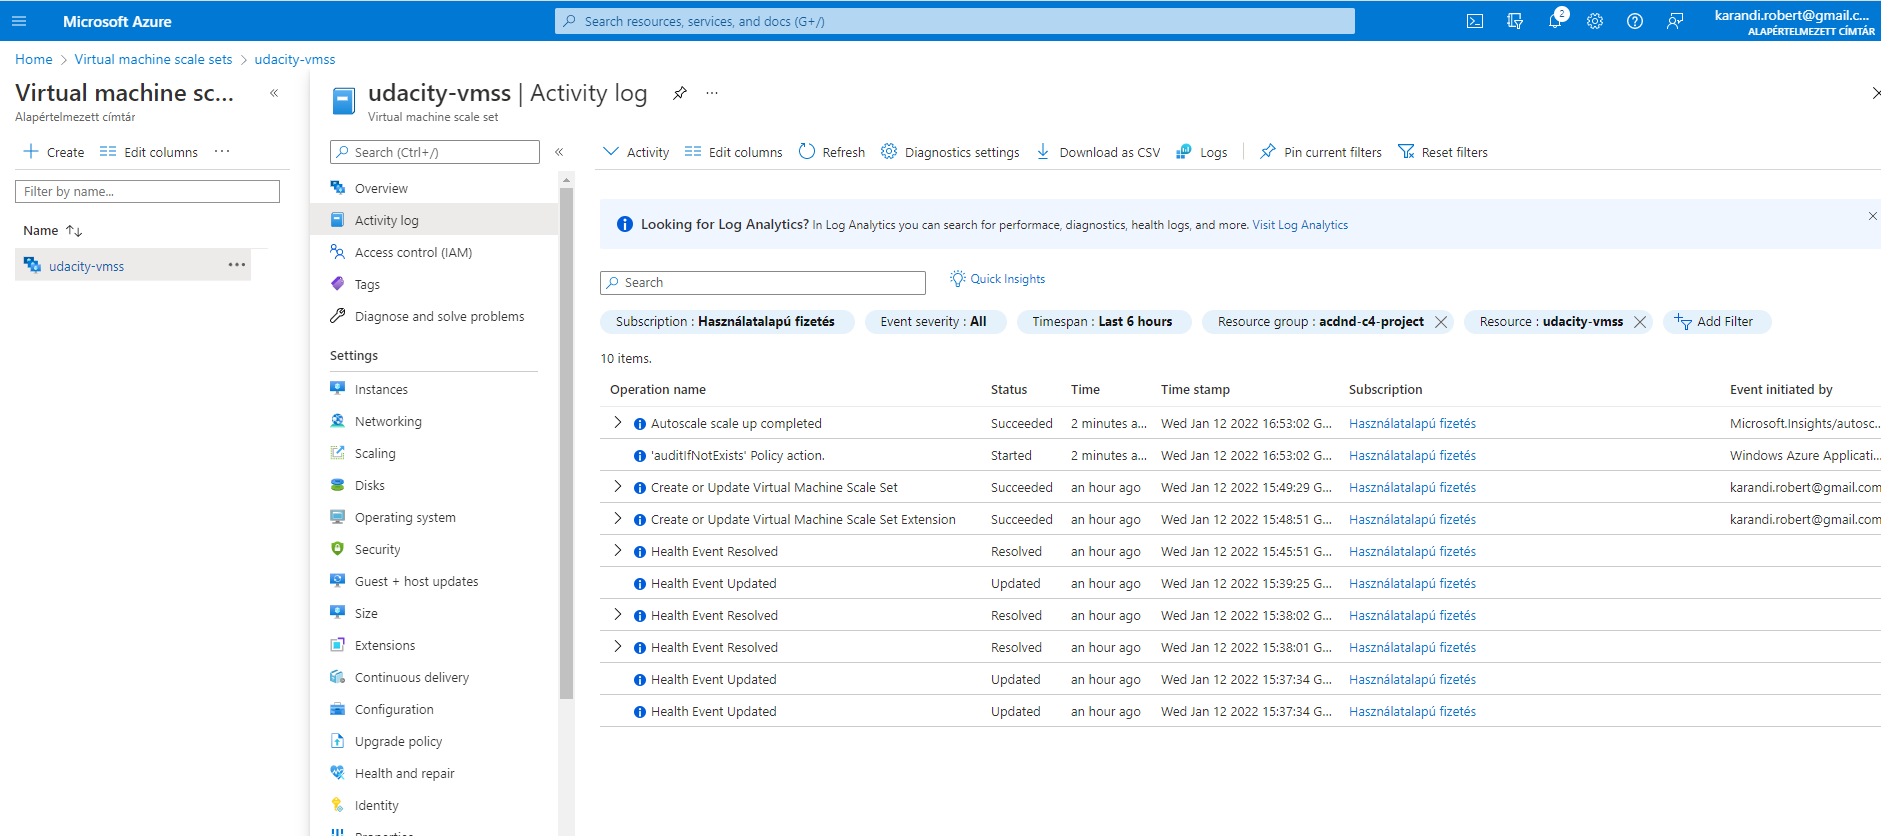 Microsoft Azure
Search resources, services, and docs (G+/)
2
karandi.robert@gmail.c...
ALAPÉRTELMEZETT CÍMTÁR
Home > Virtual machine scale sets > udacity-vmss
Virtual machine sc... «
Alapértelmezett címtár
+ Create Edit columns ...
Filter by name...
Name ↑↓
udacity-vmss ...
udacity-vmss | Activity log ...
Virtual machine scale set
Search (Ctrl+/) «
Overview
Activity log
Access control (IAM)
Tags
Diagnose and solve problems
Settings
Instances
Networking
Scaling
Disks
Operating system
Security
Guest + host updates
Size
Extensions
Continuous delivery
Configuration
Upgrade policy
Health and repair
Identity
Properties
Activity Edit columns Refresh Diagnostics settings Download as CSV Logs Pin current filters Reset filters
Looking for Log Analytics? In Log Analytics you can search for performace, diagnostics, health logs, and more. Visit Log Analytics
Search Quick Insights
Subscription : Használatalapú fizetés Event severity : All Timespan : Last 6 hours Resource group : acdnd-c4-project Resource : udacity-vmss Add Filter
10 items.
Operation name Status Time Time stamp Subscription Event initiated by
Autoscale scale up completed Succeeded 2 minutes a... Wed Jan 12 2022 16:53:02 G... Használatalapú fizetés Microsoft.Insights/autosc...
'auditIfNotExists' Policy action. Started 2 minutes a... Wed Jan 12 2022 16:53:02 G... Használatalapú fizetés Windows Azure Applicati...
Create or Update Virtual Machine Scale Set Succeeded an hour ago Wed Jan 12 2022 15:49:29 G... Használatalapú fizetés karandi.robert@gmail.com
Create or Update Virtual Machine Scale Set Extension Succeeded an hour ago Wed Jan 12 2022 15:48:51 G... Használatalapú fizetés karandi.robert@gmail.com
Health Event Resolved Resolved an hour ago Wed Jan 12 2022 15:45:51 G... Használatalapú fizetés
Health Event Updated Updated an hour ago Wed Jan 12 2022 15:39:25 G... Használatalapú fizetés
Health Event Resolved Resolved an hour ago Wed Jan 12 2022 15:38:02 G... Használatalapú fizetés
Health Event Resolved Resolved an hour ago Wed Jan 12 2022 15:38:01 G... Használatalapú fizetés
Health Event Updated Updated an hour ago Wed Jan 12 2022 15:37:34 G... Használatalapú fizetés
Health Event Updated Updated an hour ago Wed Jan 12 2022 15:37:34 G... Használatalapú fizetés